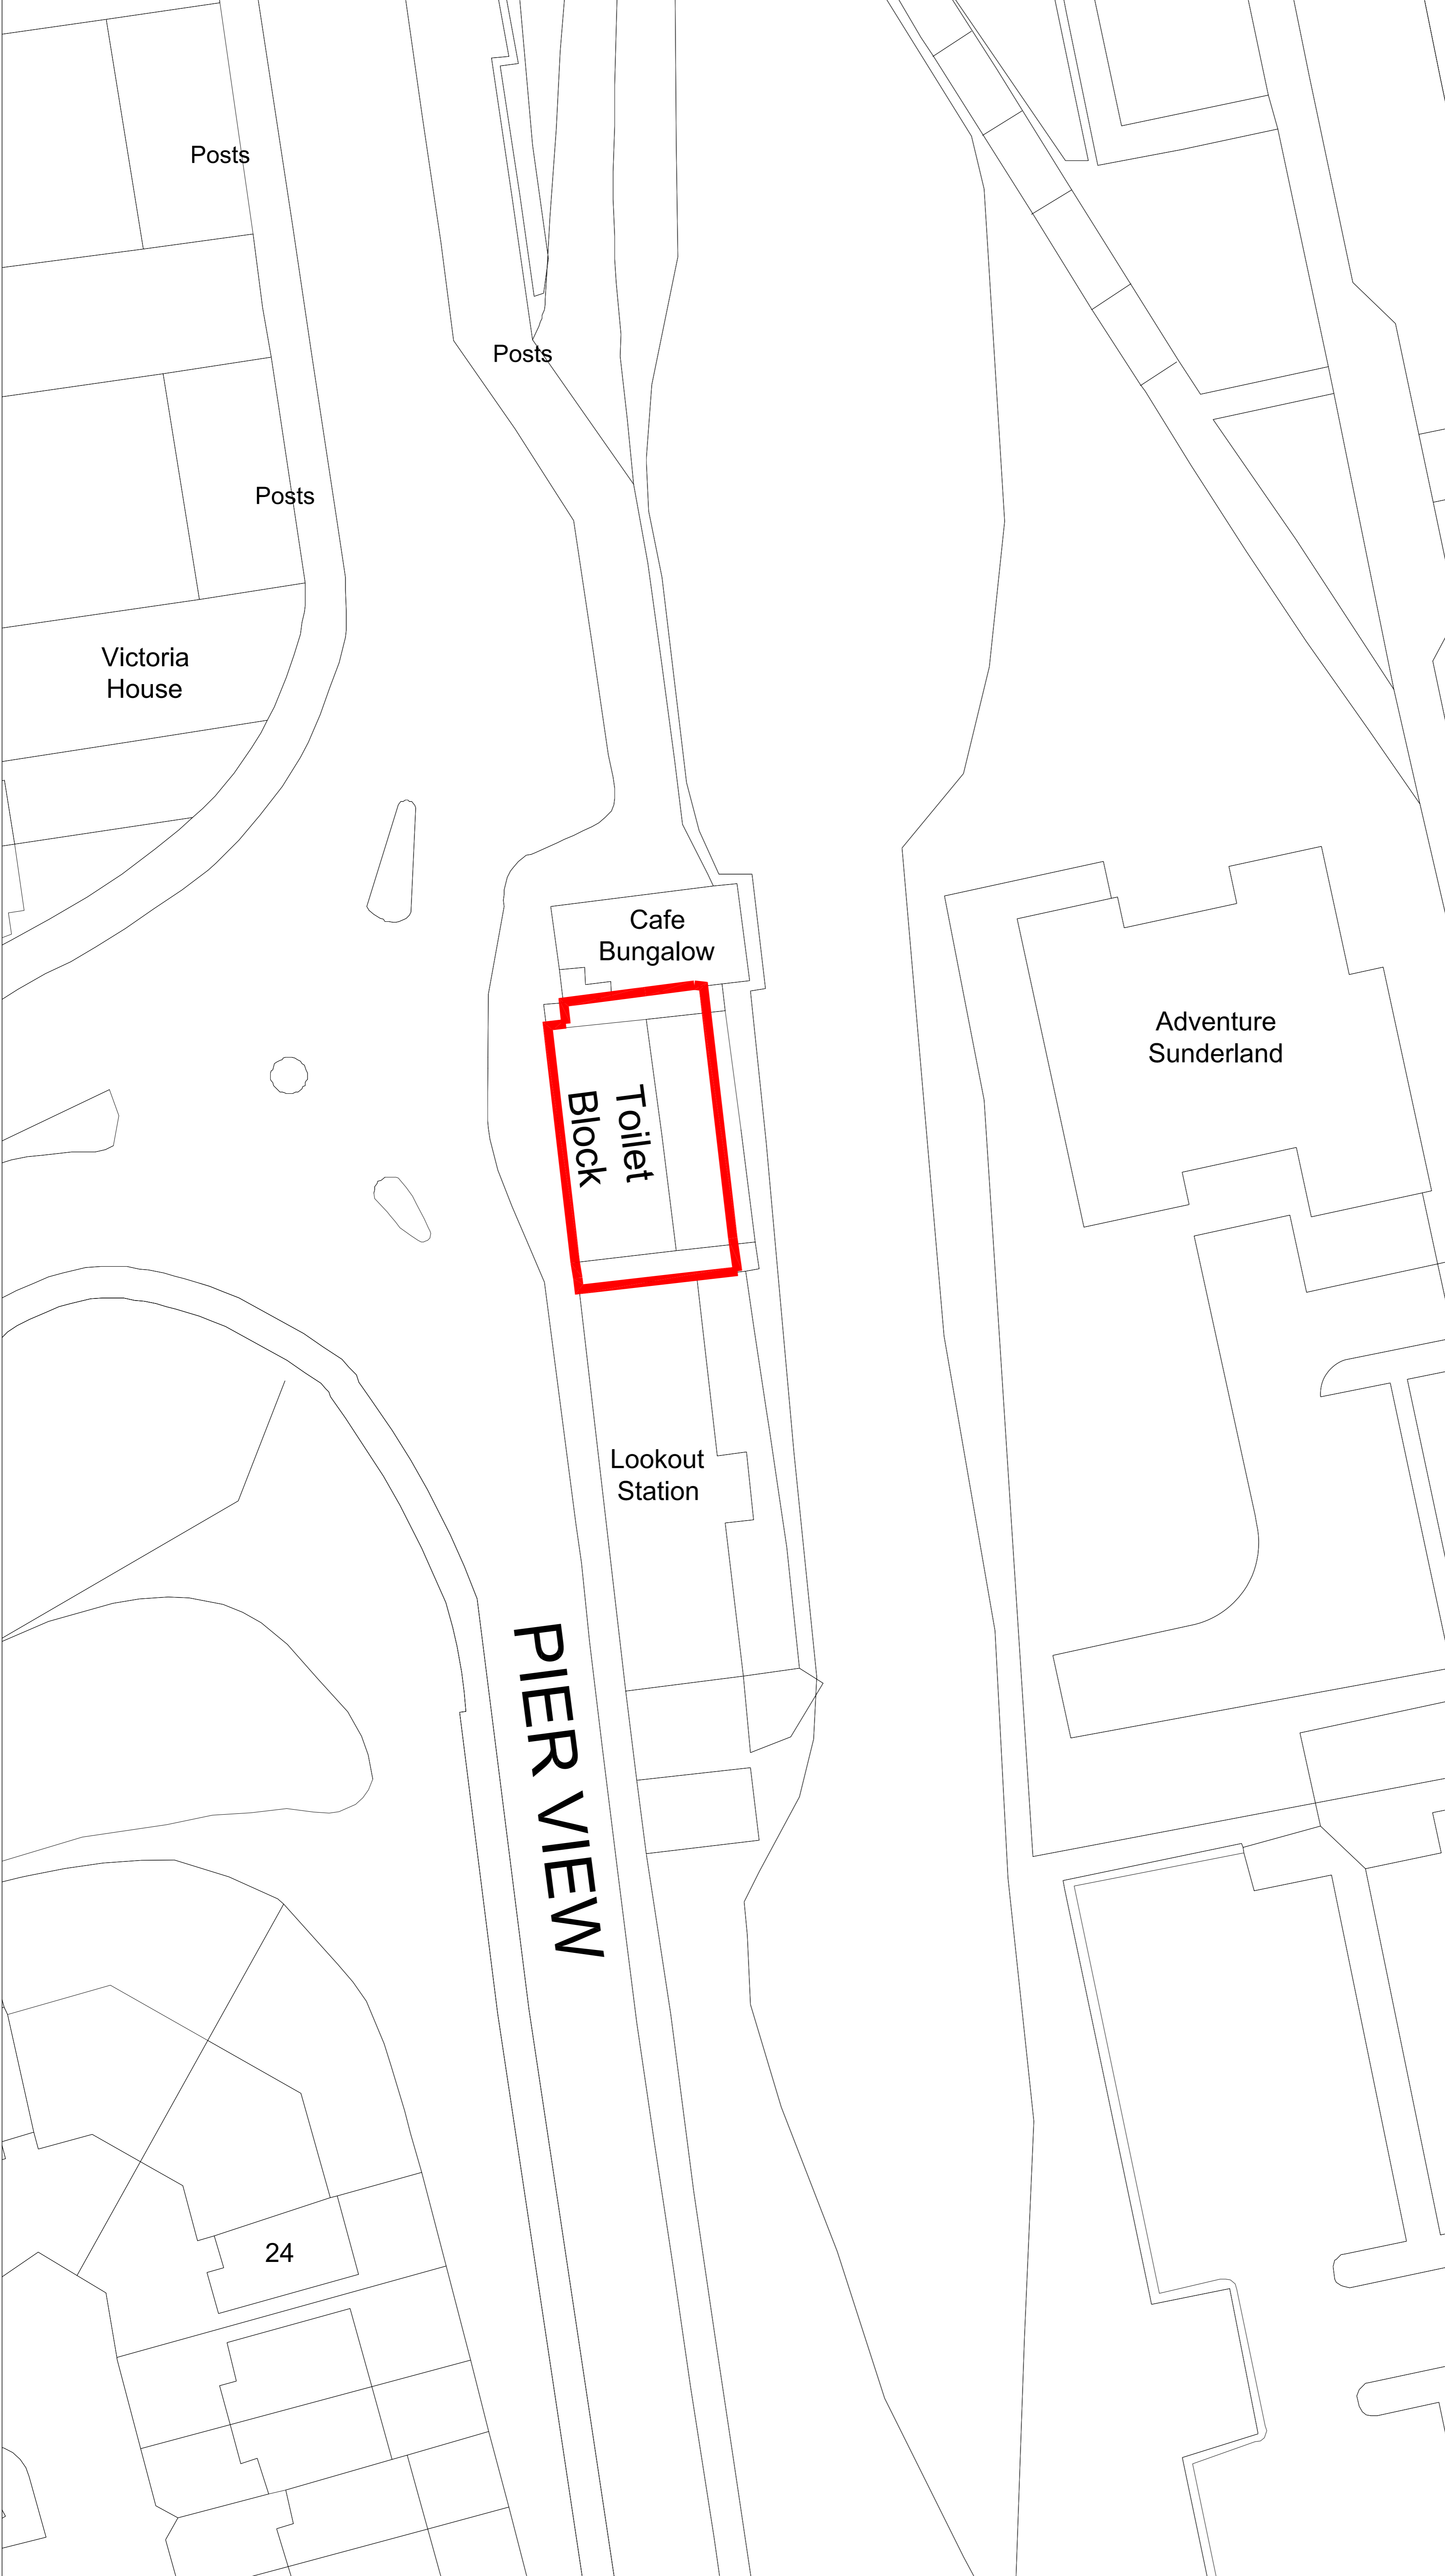 Posts
Posts
Posts
Victoria
House
Cafe
Bungalow
Adventure
Sunderland
Toilet
Block
Lookout
Station
PIER VIEW
24